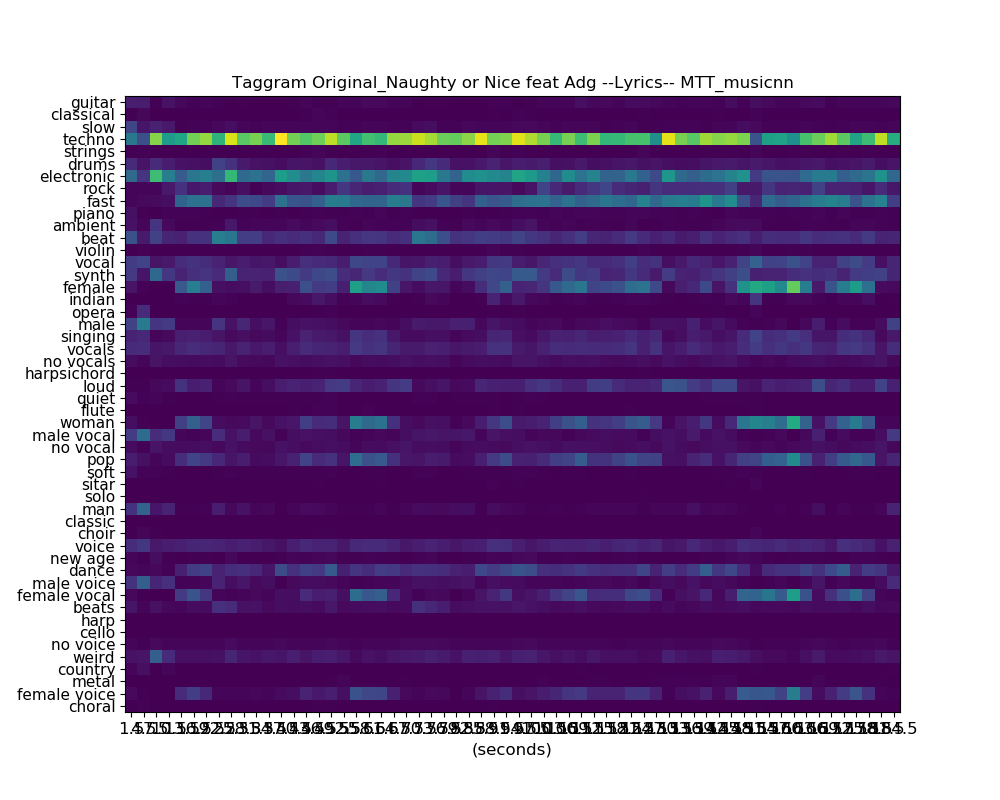 Taggram Original_Naughty or Nice feat Adg --Lyrics-- MTT_musicnn
guitar
classical
slow
techno
strings
drums
electronic
rock
fast
piano
ambient
beat
violin
vocal
synth
female
indian
opera
male
singing
vocals
no vocals
harpsichord
loud
quiet
flute
woman
male vocal
no vocal
pop
soft
sitar
solo
man
classic
choir
voice
new age
dance
male voice
female vocal
beats
harp
cello
no voice
weird
country
metal
female voice
choral
(seconds)